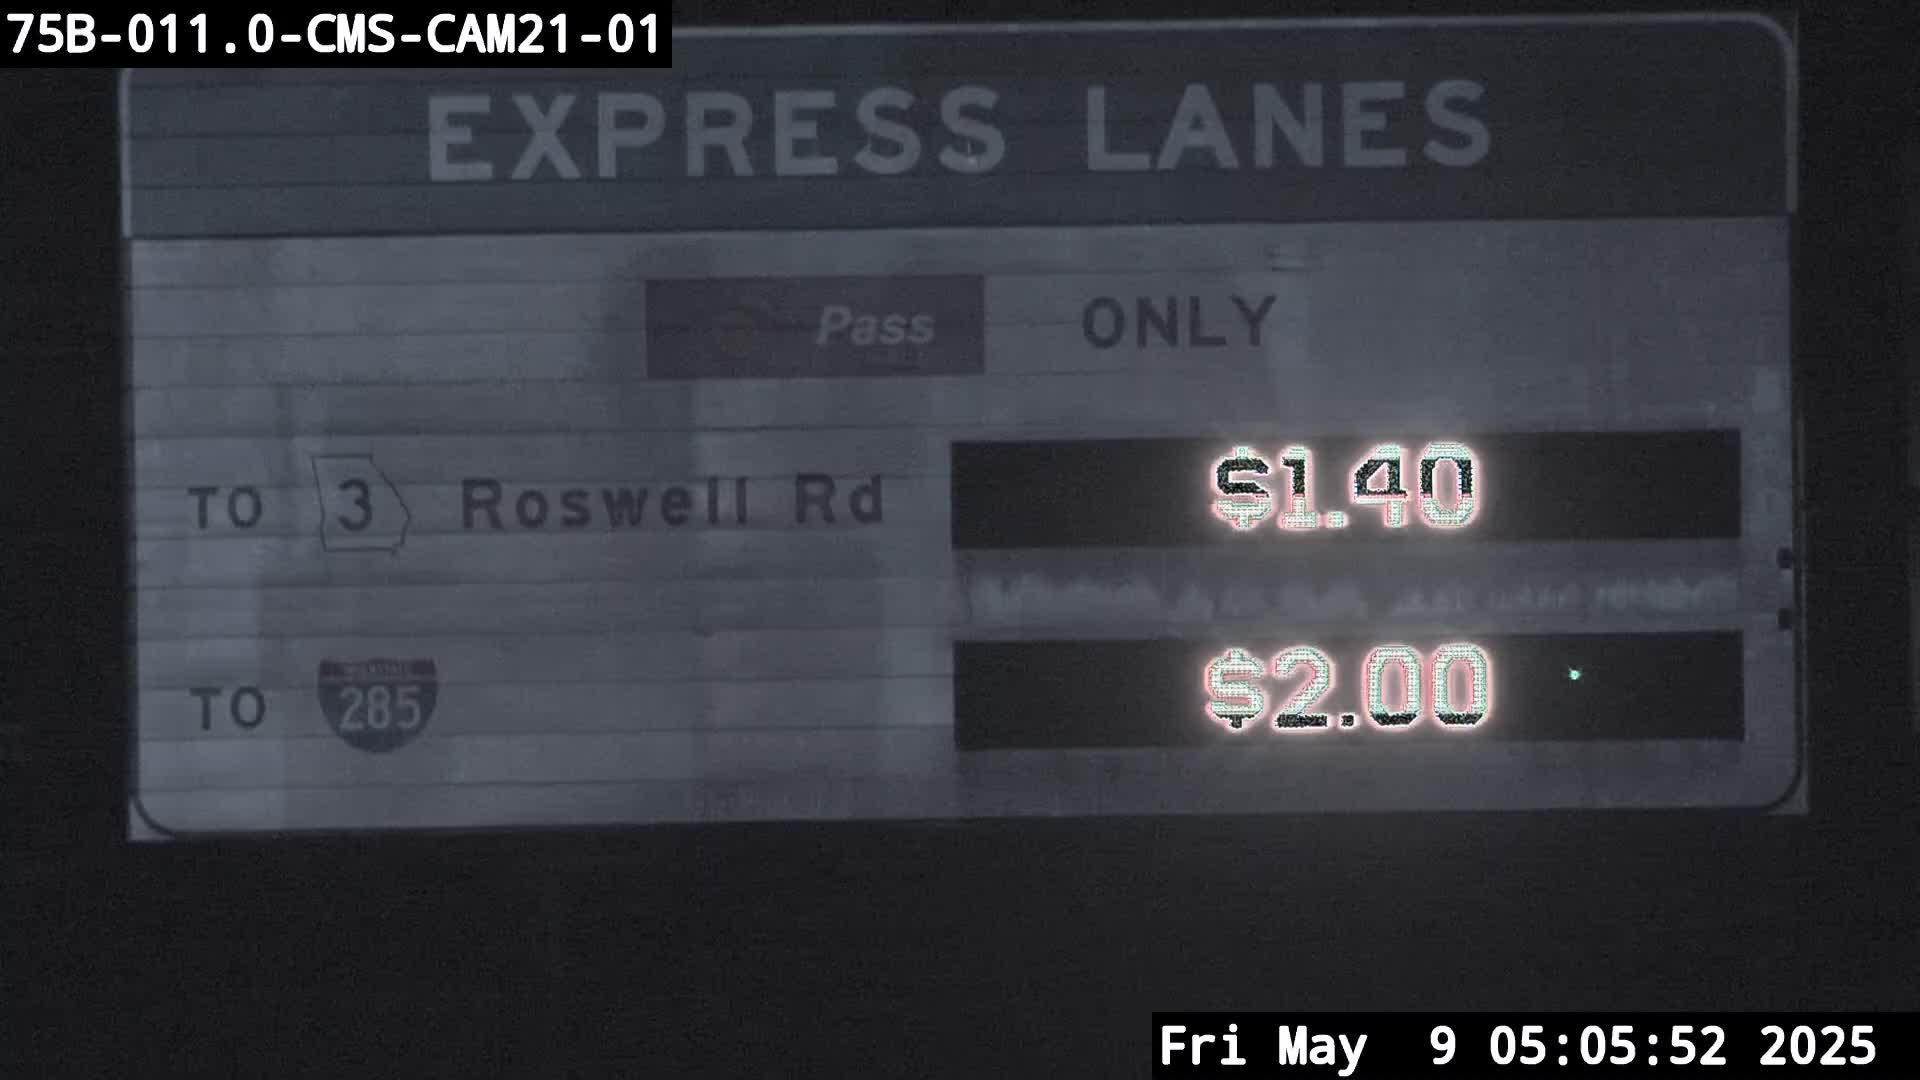 75B-011.0-CMS-CAM21-01
EXPRESS LANES
Pass ONLY
TO 3 Roswell Rd $1.40
TO 285 $2.00
Fri May 9 05:05:52 2025